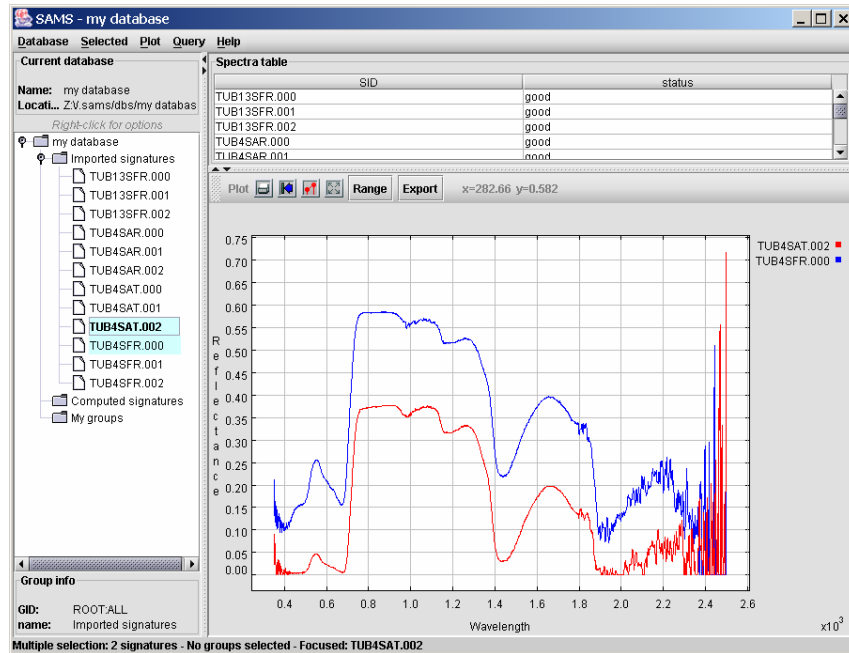 SAMS - my database
Database Selected Plot Query Help
Current database
Name: my database
Locati... Z:\/.sams/dbs/my databas
Right-click for options
my database
Imported signatures
TUB13SFR.000
TUB13SFR.001
TUB13SFR.002
TUB4SAR.000
TUB4SAR.001
TUB4SAR.002
TUB4SAT.000
TUB4SAT.001
TUB4SAT.002
TUB4SFR.000
TUB4SFR.001
TUB4SFR.002
Computed signatures
My groups
Group info
GID: ROOT:ALL
name: Imported signatures
Spectra table
SID status
TUB13SFR.000 good
TUB13SFR.001 good
TUB13SFR.002 good
TUB4SAR.000 good
TUB4SAR.001 good
Plot Range Export x=282.66 y=0.582
TUB4SAT.002
TUB4SFR.000
0.75
0.70
0.65
0.60
0.55
0.50
0.45
0.40
0.35
0.30
0.25
0.20
0.15
0.10
0.05
0.00
Reflectance
0.4 0.6 0.8 1.0 1.2 1.4 1.6 1.8 2.0 2.2 2.4 2.6
Wavelength
x10³
Multiple selection: 2 signatures - No groups selected - Focused: TUB4SAT.002